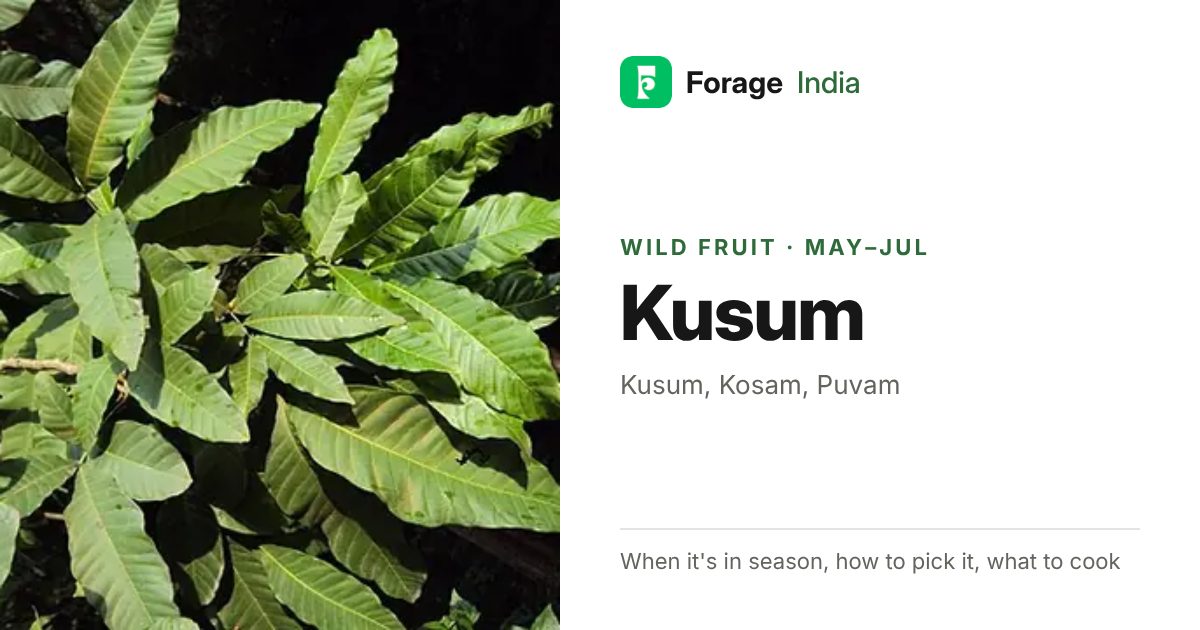 Forage India
WILD FRUIT · MAY–JUL
Kusum
Kusum, Kosam, Puvam
When it's in season, how to pick it, what to cook